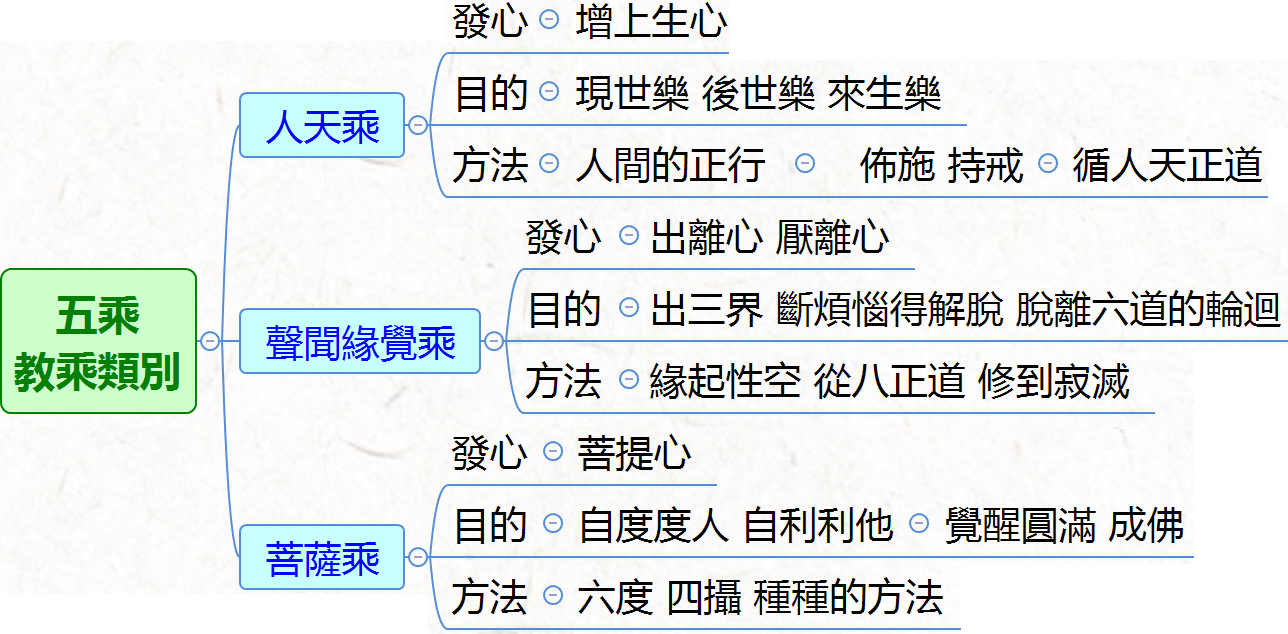 五乘
教乘類別
人天乘
發心 增上生心
目的 現世樂 後世樂 來生樂
方法 人間的正行 佈施 持戒 循人天正道
聲聞緣覺乘
發心 出離心 厭離心
目的 出三界 斷煩惱得解脫 脫離六道的輪迴
方法 緣起性空 從八正道 修到寂滅
菩薩乘
發心 菩提心
目的 自度度人 自利利他 覺醒圓滿 成佛
方法 六度 四攝 種種的方法